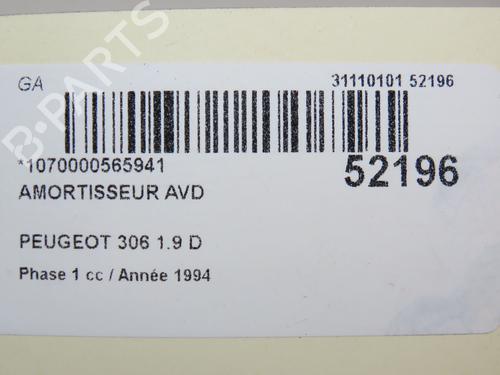 GA
31110101 52196
*1070000565941
52196
AMORTISSEUR AVD
PEUGEOT 306 1.9 D
Phase 1 cc / Année 1994
B-PARTS